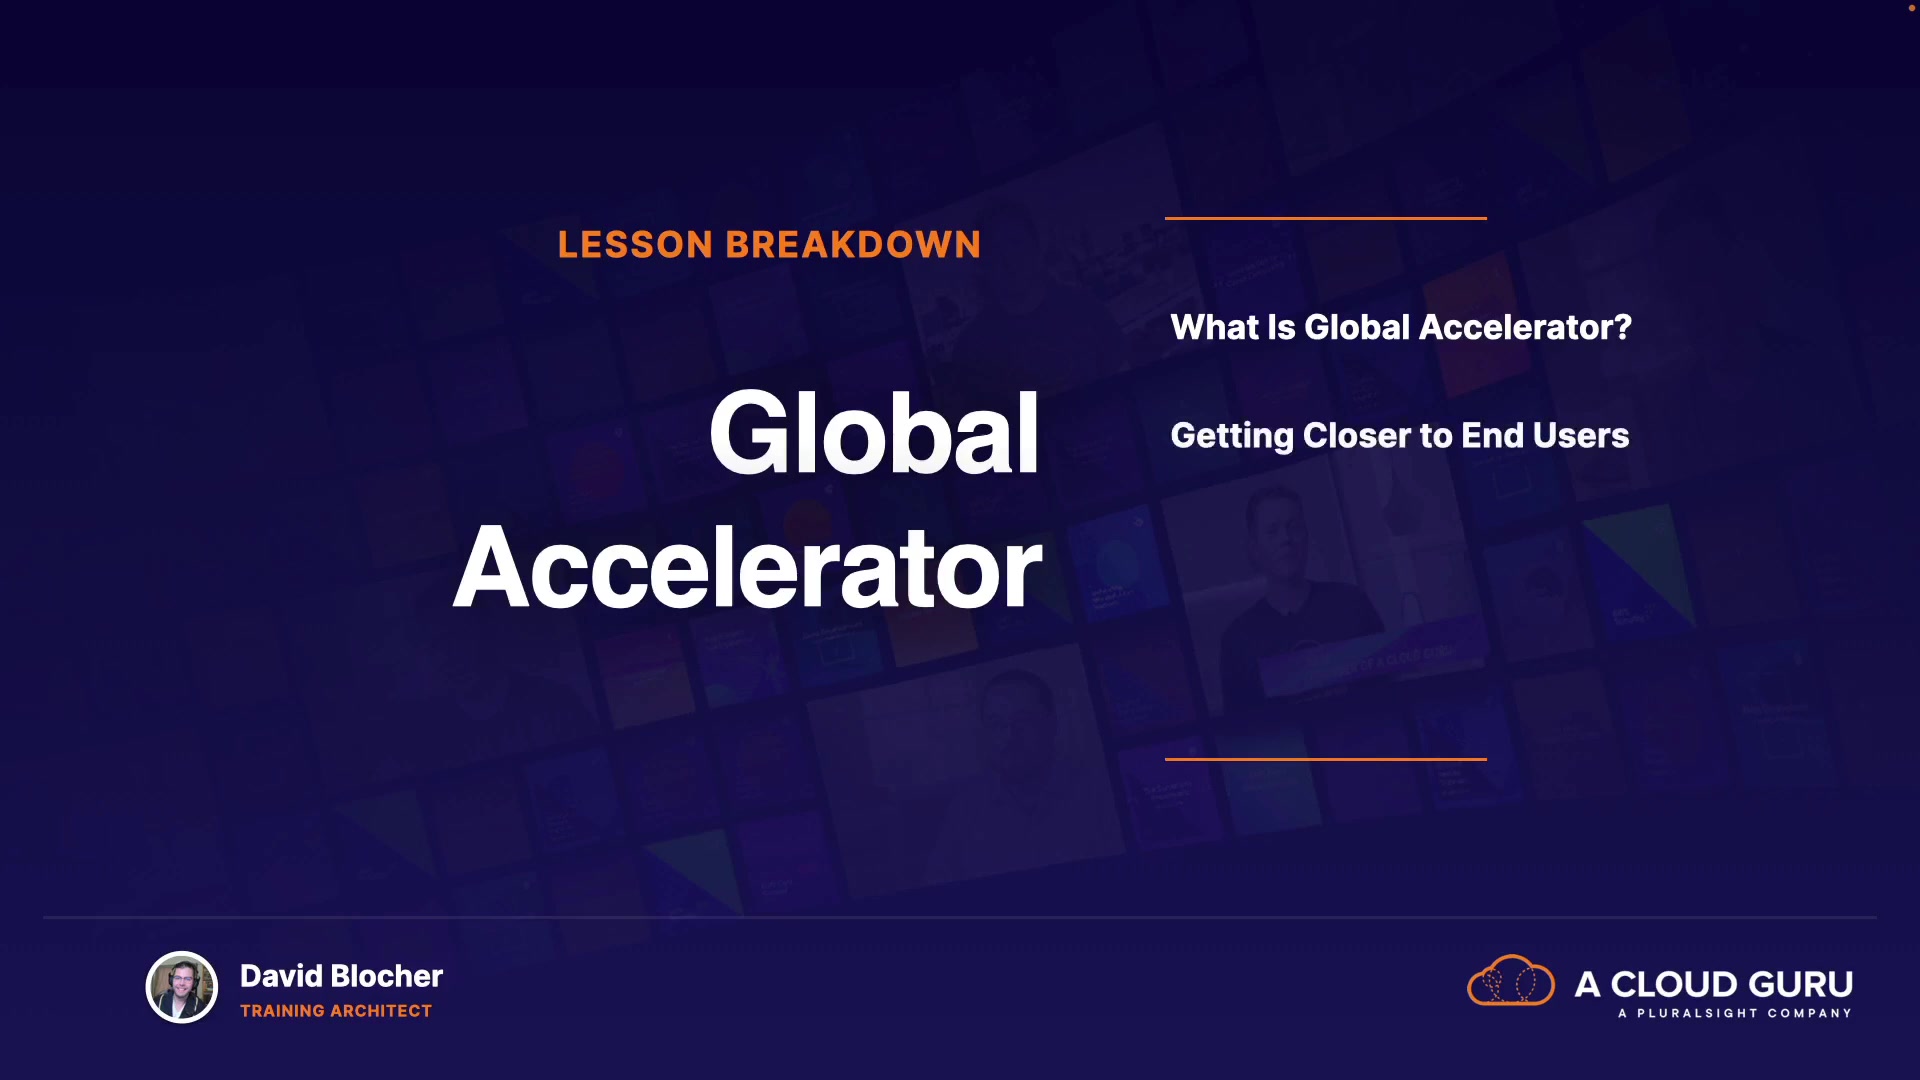 LESSON BREAKDOWN
Global
Accelerator
What Is Global Accelerator?
Getting Closer to End Users
David Blocher
TRAINING ARCHITECT
A CLOUD GURU
A PLURALSIGHT COMPANY